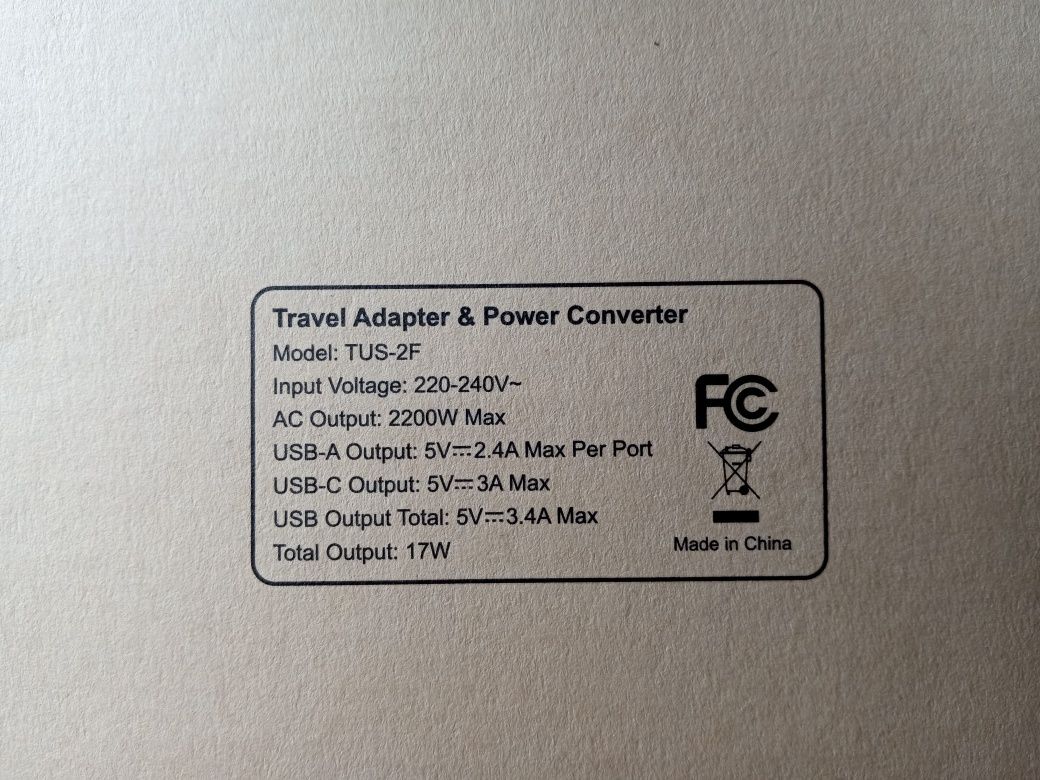 Travel Adapter & Power Converter
Model: TUS-2F
Input Voltage: 220-240V~
AC Output: 2200W Max
USB-A Output: 5V⎓2.4A Max Per Port
USB-C Output: 5V⎓3A Max
USB Output Total: 5V⎓3.4A Max
Total Output: 17W
FC
Made in China